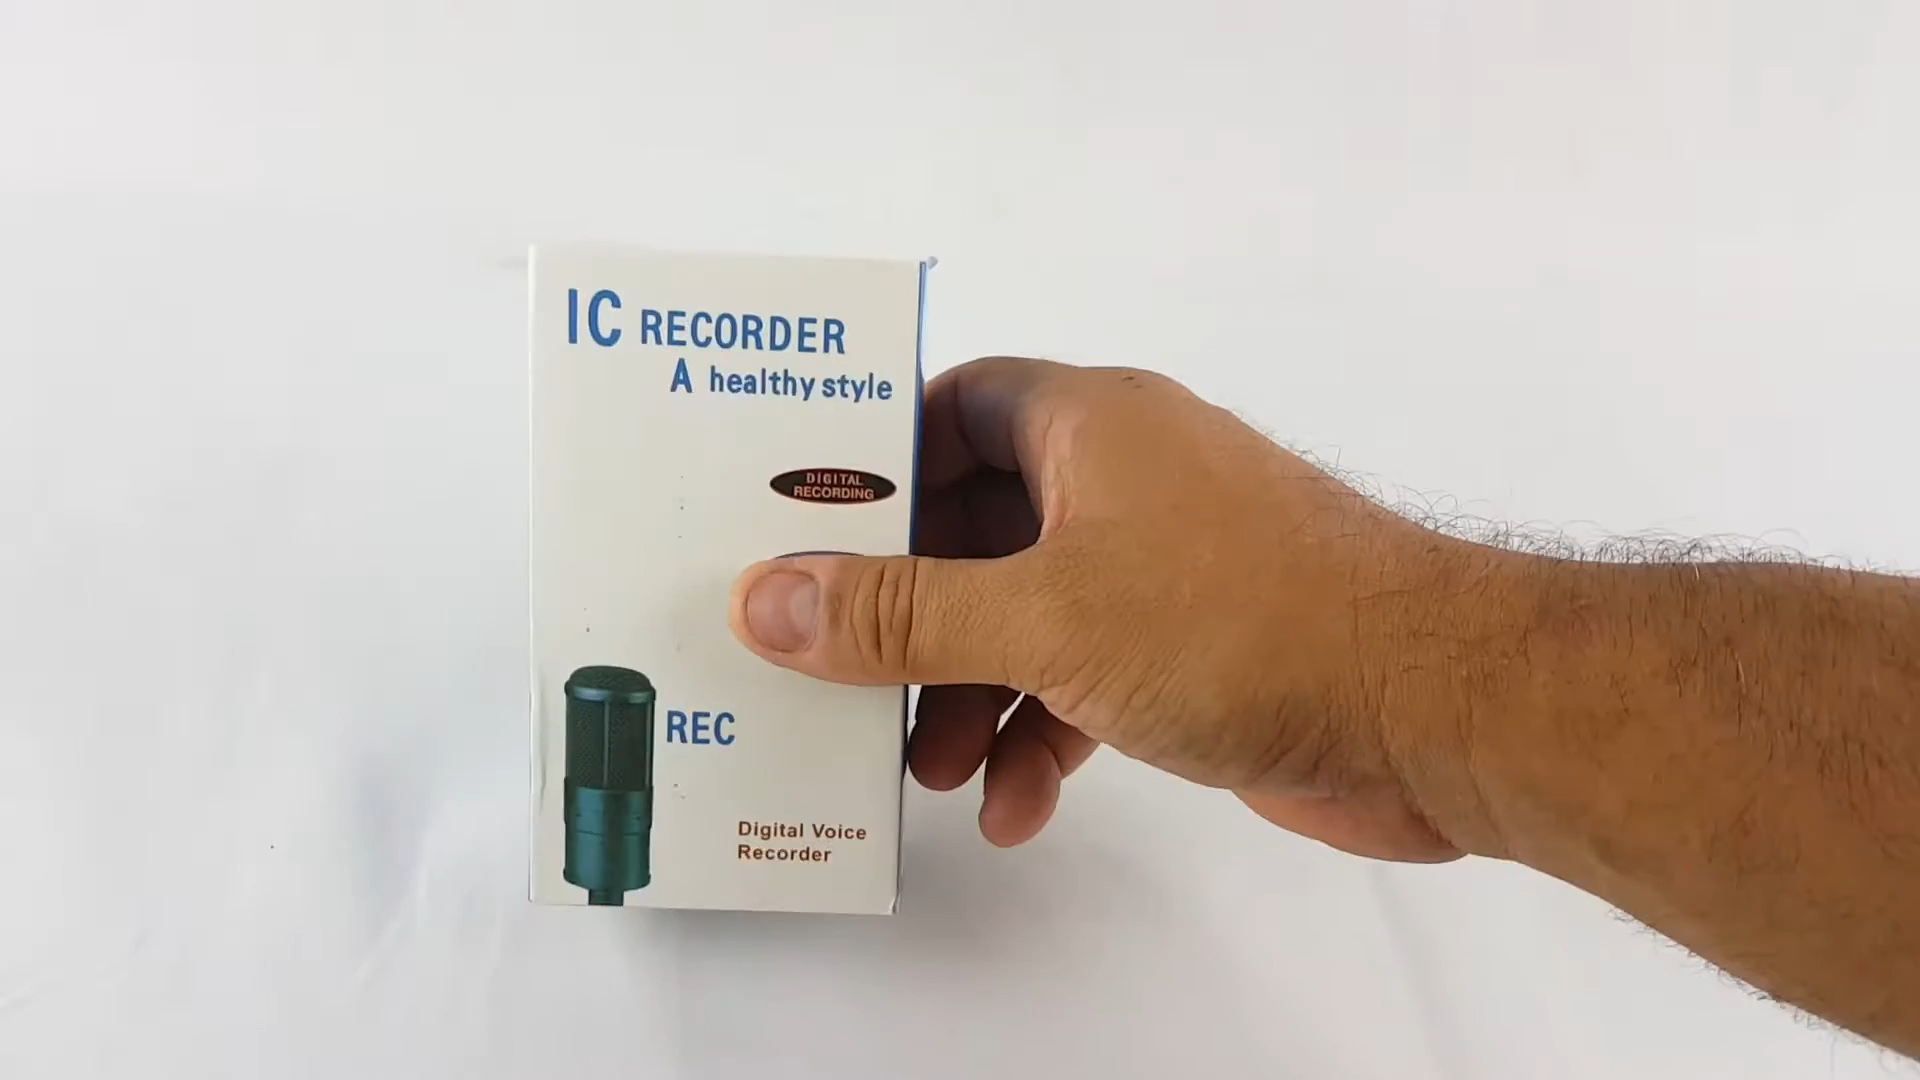 IC RECORDER
A healthy style
DIGITAL
RECORDING
REC
Digital Voice
Recorder